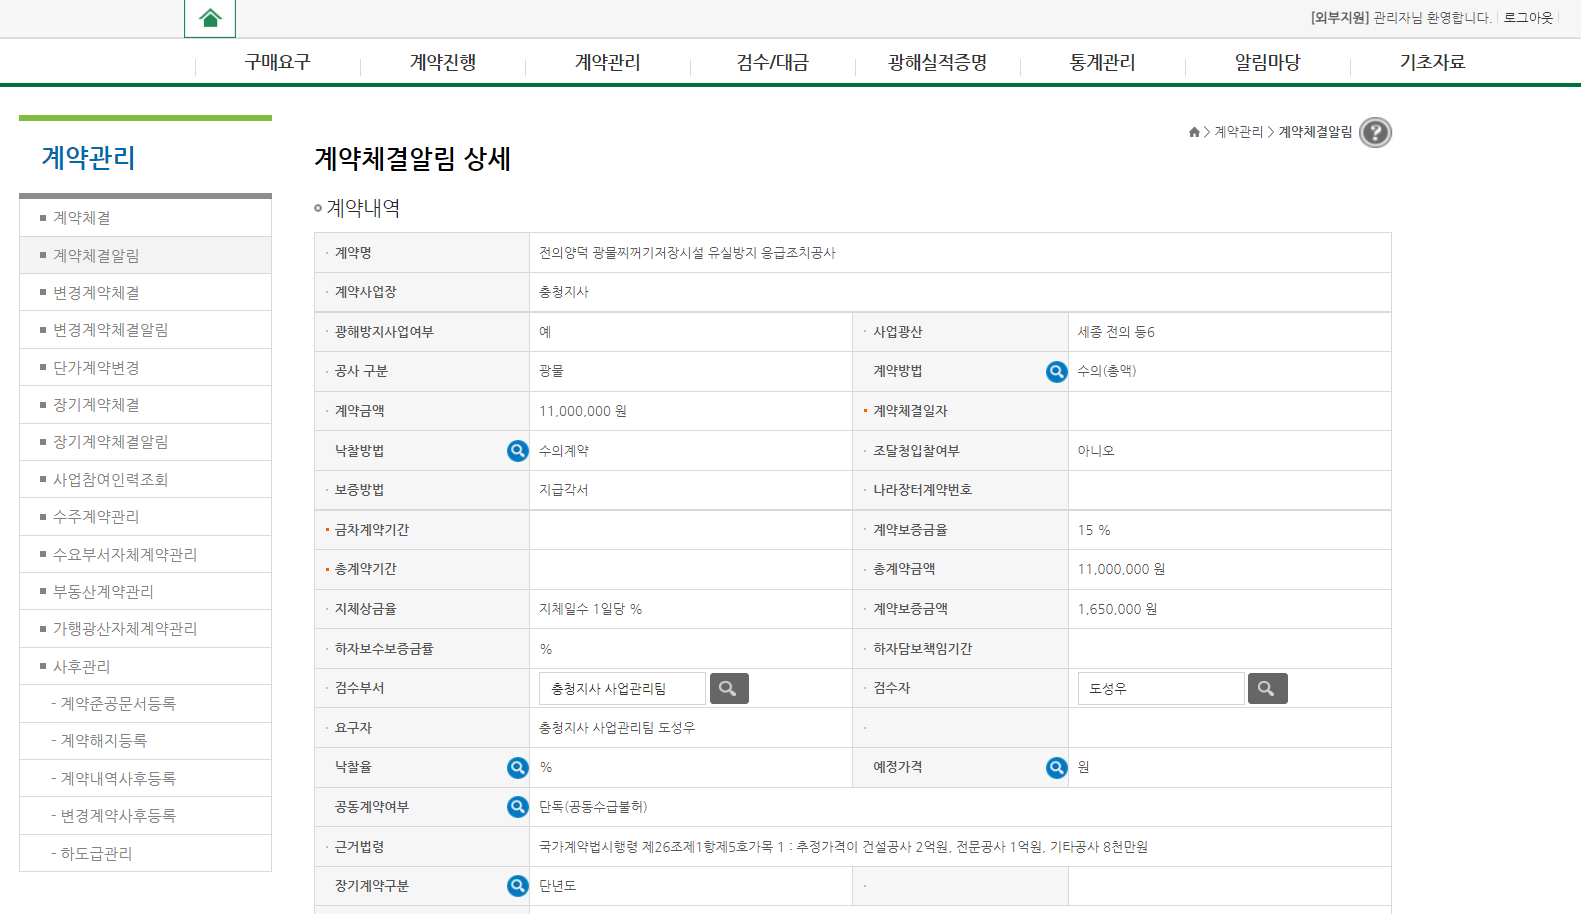 [외부지원] 관리자님 환영합니다. 로그아웃
구매요구 계약진행 계약관리 검수/대금 광해실적증명 통계관리 알림마당 기초자료
> 계약관리 > 계약체결알림
계약관리
계약체결
계약체결알림
변경계약체결
변경계약체결알림
단가계약변경
장기계약체결
장기계약체결알림
사업참여인력조회
수주계약관리
수요부서자체계약관리
부동산계약관리
가행광산자체계약관리
사후관리
- 계약준공문서등록
- 계약해지등록
- 계약내역사후등록
- 변경계약사후등록
- 하도급관리
계약체결알림 상세
계약내역
계약명 전의양덕 광물찌꺼기저장시설 유실방지 응급조치공사
계약사업장 충청지사
광해방지사업여부 예 사업광산 세종 전의 등6
공사 구분 광물 계약방법 수의(총액)
계약금액 11,000,000 원 계약체결일자
낙찰방법 수의계약 조달청입찰여부 아니오
보증방법 지급각서 나라장터계약번호
금차계약기간 계약보증금율 15 %
총계약기간 총계약금액 11,000,000 원
지체상금율 지체일수 1일당 % 계약보증금액 1,650,000 원
하자보수보증금률 % 하자담보책임기간
검수부서 충청지사 사업관리팀 검수자 도성우
요구자 충청지사 사업관리팀 도성우
낙찰율 % 예정가격 원
공동계약여부 단독(공동수급불허)
근거법령 국가계약법시행령 제26조제1항제5호가목 1 : 추정가격이 건설공사 2억원, 전문공사 1억원, 기타공사 8천만원
장기계약구분 단년도